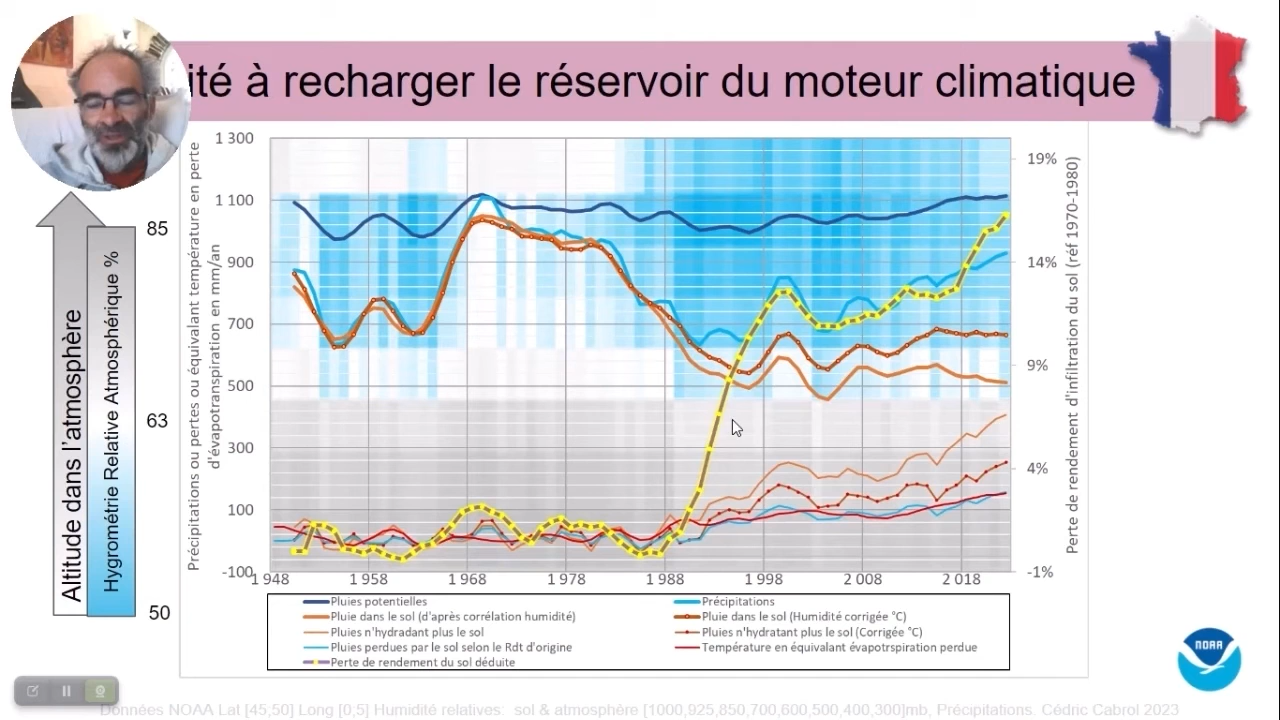 ité à recharger le réservoir du moteur climatique
Altitude dans l'atmosphère
Hygrométrie Relative Atmosphérique %
85
63
50
Précipitations ou pertes ou équivalant température en perte
d'évapotranspiration en mm/an
1 300
1 100
900
700
500
300
100
-100
1 948
1 958
1 968
1 978
1 988
1 998
2 008
2 018
19%
14%
9%
4%
-1%
Perte de rendement d'infiltration du sol (réf 1970-1980)
Pluies potentielles
Précipitations
Pluie dans le sol (d'après corrélation humidité)
Pluie dans le sol (Humidité corrigée °C)
Pluies n'hydradant plus le sol
Pluies n'hydratant plus le sol (Corrigée °C)
Pluies perdues par le sol selon le Rdt d'origine
Température en équivalent évapotrspiration perdue
Perte de rendement du sol déduite
NOAA
Données NOAA Lat [45,50] Long [0,5] Humidité relatives: sol & atmosphère [1000,925,850,700,600,500,400,300]mb, Précipitations. Cédric Cabrol 2023